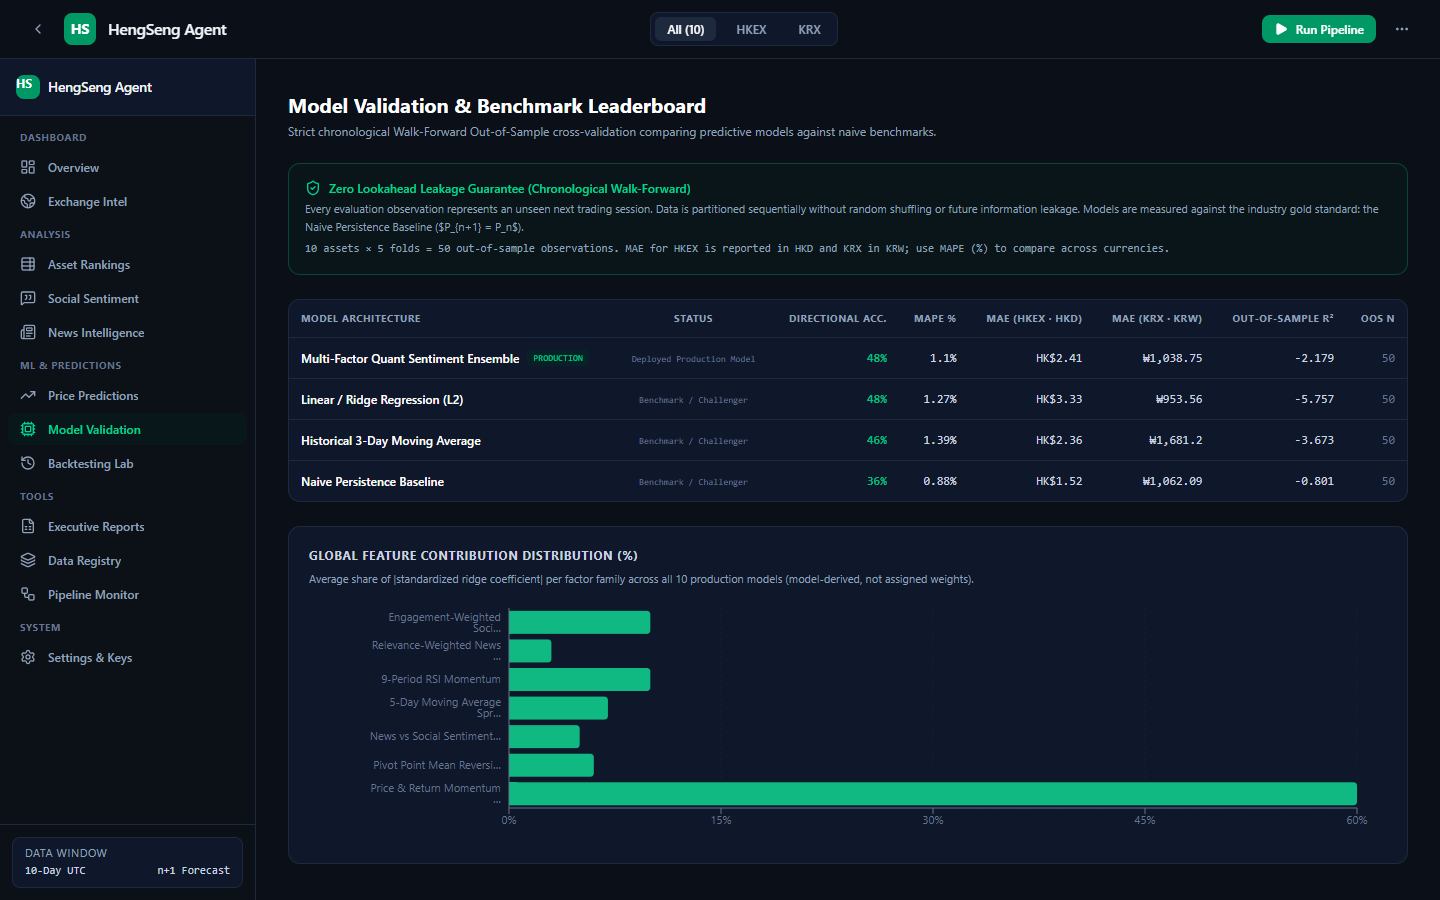 HS
HengSeng Agent
All (10)
HKEX
KRX
Run Pipeline
HS
HengSeng Agent
DASHBOARD
Overview
Exchange Intel
ANALYSIS
Asset Rankings
Social Sentiment
News Intelligence
ML & PREDICTIONS
Price Predictions
Model Validation
Backtesting Lab
TOOLS
Executive Reports
Data Registry
Pipeline Monitor
SYSTEM
Settings & Keys
DATA WINDOW
10-Day UTC n+1 Forecast
Model Validation & Benchmark Leaderboard
Strict chronological Walk-Forward Out-of-Sample cross-validation comparing predictive models against naive benchmarks.
Zero Lookahead Leakage Guarantee (Chronological Walk-Forward)
Every evaluation observation represents an unseen next trading session. Data is partitioned sequentially without random shuffling or future information leakage. Models are measured against the industry gold standard: the
Naive Persistence Baseline ($P_{n+1} = P_n$).
10 assets × 5 folds = 50 out-of-sample observations. MAE for HKEX is reported in HKD and KRX in KRW; use MAPE (%) to compare across currencies.
MODEL ARCHITECTURE STATUS DIRECTIONAL ACC. MAPE % MAE (HKEX · HKD) MAE (KRX · KRW) OUT-OF-SAMPLE R² OOS N
Multi-Factor Quant Sentiment Ensemble PRODUCTION Deployed Production Model 48% 1.1% HK$2.41 ₩1,038.75 -2.179 50
Linear / Ridge Regression (L2) Benchmark / Challenger 48% 1.27% HK$3.33 ₩953.56 -5.757 50
Historical 3-Day Moving Average Benchmark / Challenger 46% 1.39% HK$2.36 ₩1,681.2 -3.673 50
Naive Persistence Baseline Benchmark / Challenger 36% 0.88% HK$1.52 ₩1,062.09 -0.801 50
GLOBAL FEATURE CONTRIBUTION DISTRIBUTION (%)
Average share of |standardized ridge coefficient| per factor family across all 10 production models (model-derived, not assigned weights).
Engagement-Weighted
Soci...
Relevance-Weighted News
...
9-Period RSI Momentum
5-Day Moving Average
Spr...
News vs Social Sentiment...
Pivot Point Mean Reversi...
Price & Return Momentum
...
0% 15% 30% 45% 60%